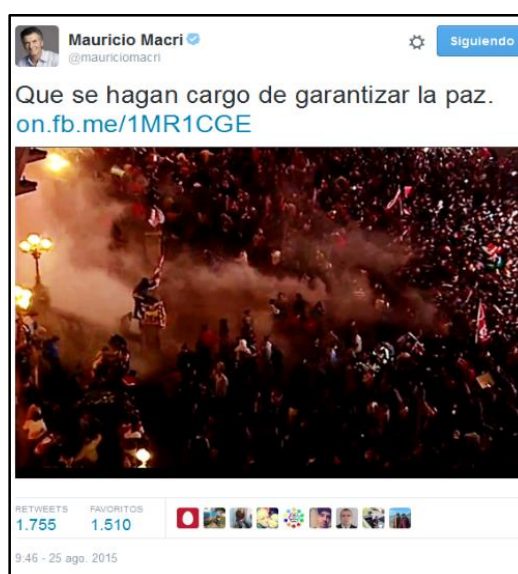 Mauricio Macri
@mauriciomacri
Siguiendo
Que se hagan cargo de garantizar la paz.
on.fb.me/1MR1CGE
RETWEETS
1.755
FAVORITOS
1.510
9:46 - 25 ago. 2015